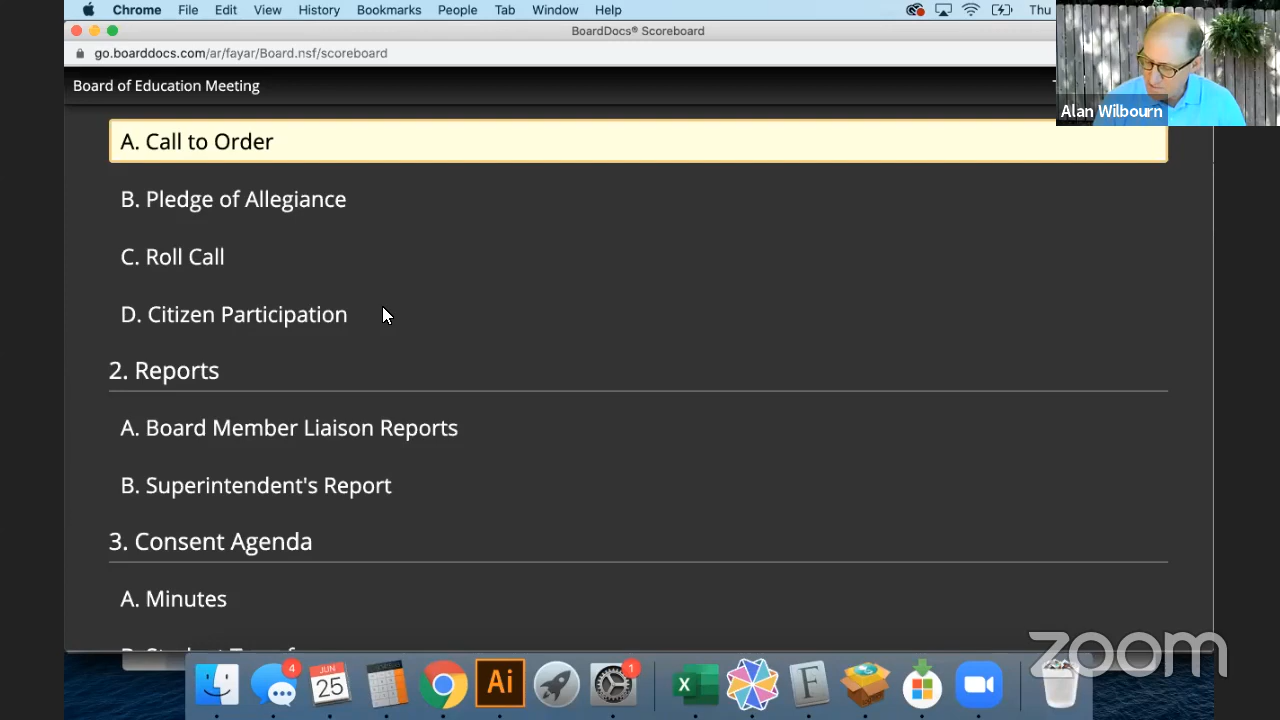 Chrome File Edit View History Bookmarks People Tab Window Help Thu
BoardDocs® Scoreboard
go.boarddocs.com/ar/fayar/Board.nsf/scoreboard
Board of Education Meeting
Alan Wilbourn
A. Call to Order
B. Pledge of Allegiance
C. Roll Call
D. Citizen Participation
2. Reports
A. Board Member Liaison Reports
B. Superintendent's Report
3. Consent Agenda
A. Minutes
zoom
4
JUN
25
Ai
1
X
F